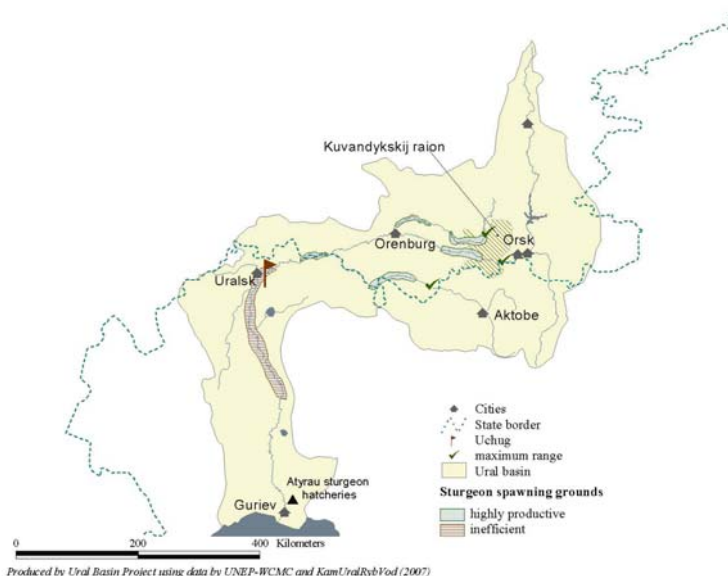 Kuvandykskij raion
Orenburg
Orsk
Uralsk
Aktobe
Cities
State border
Uchug
maximum range
Ural basin
Sturgeon spawning grounds
highly productive
inefficient
Atyrau sturgeon
hatcheries
Guriev
0 200 400 Kilometers
Produced by Ural Basin Project using data by UNEP-WCMC and KamUralRybVod (2007)